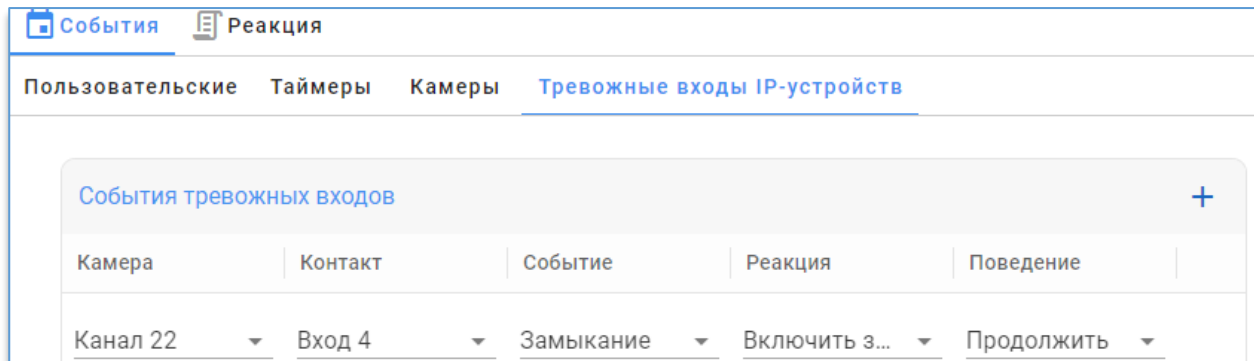 События Реакция
Пользовательские Таймеры Камеры Тревожные входы IP-устройств
События тревожных входов +
Камера Контакт Событие Реакция Поведение
Канал 22 Вход 4 Замыкание Включить з... Продолжить